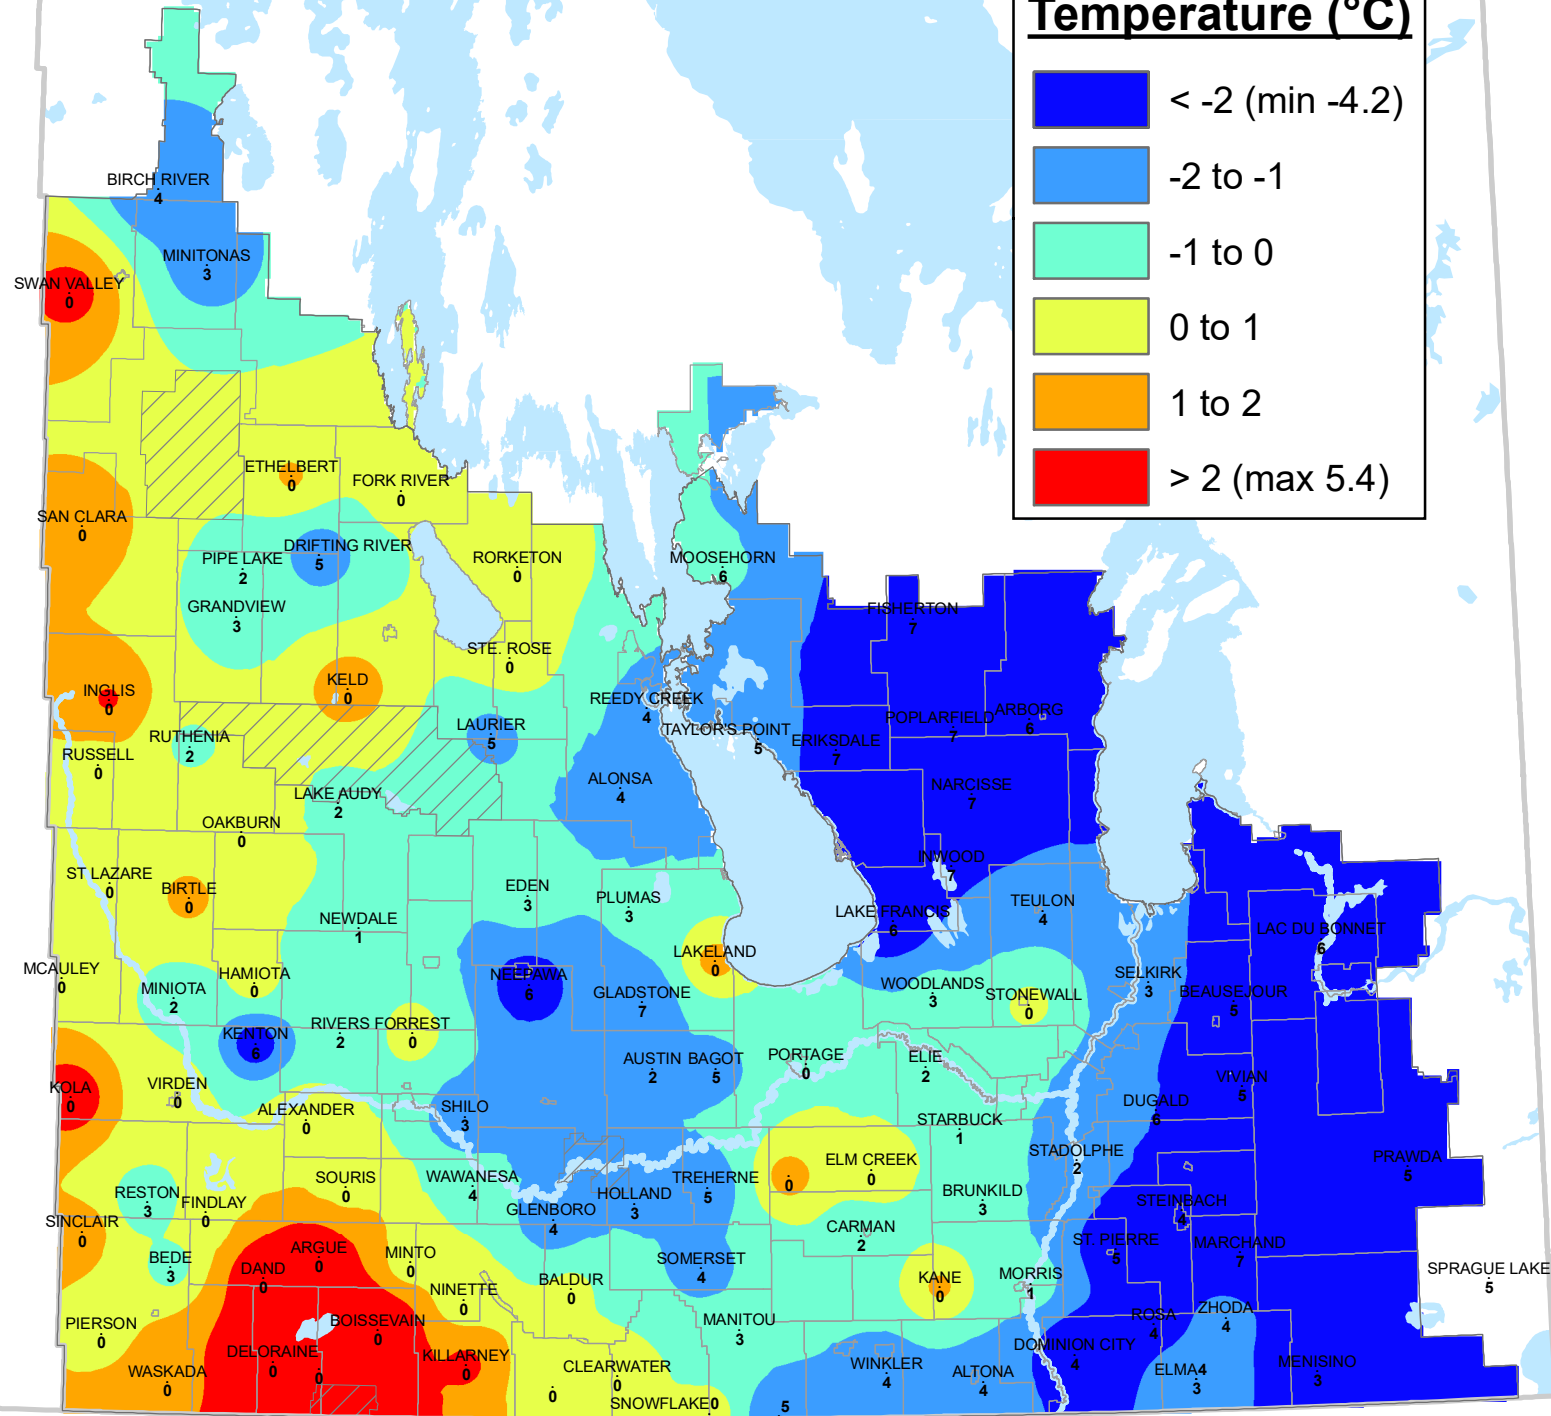 Temperature (°C)
< -2 (min -4.2)
-2 to -1
-1 to 0
0 to 1
1 to 2
> 2 (max 5.4)
BIRCH RIVER
4
MINITONAS
3
SWAN VALLEY
0
ETHELBERT
0
FORK RIVER
0
SAN CLARA
0
DRIFTING RIVER
5
PIPE LAKE
2
RORKETON
0
MOOSEHORN
6
GRANDVIEW
3
FISHERTON
7
STE. ROSE
0
KELD
0
INGLIS
0
REEDY CREEK
4
LAURIER
5
TAYLOR'S POINT
5
POPLARFIELD
7
ARBORG
6
RUTHENIA
2
ERIKSDALE
7
RUSSELL
0
ALONSA
4
NARCISSE
7
LAKE AUDY
2
OAKBURN
0
INWOOD
7
ST LAZARE
0
BIRTLE
0
EDEN
3
PLUMAS
3
TEULON
4
LAKE FRANCIS
6
NEWDALE
1
LAC DU BONNET
6
LAKELAND
0
MCAULEY
0
HAMIOTA
0
NEEPAWA
6
SELKIRK
3
MINIOTA
2
GLADSTONE
7
WOODLANDS
3
STONEWALL
0
BEAUSEJOUR
5
KENTON
6
RIVERS
2
FORREST
0
AUSTIN
2
BAGOT
5
PORTAGE
0
ELIE
2
VIVIAN
5
KOLA
0
VIRDEN
0
ALEXANDER
0
SHILO
3
DUGALD
6
STARBUCK
1
STADOLPHE
2
PRAWDA
5
ELM CREEK
0
0
SOURIS
0
WAWANESA
4
TREHERNE
5
RESTON
3
FINDLAY
0
HOLLAND
3
BRUNKILD
3
STEINBACH
4
GLENBORO
4
SINCLAIR
0
CARMAN
2
ST. PIERRE
5
MARCHAND
7
ARGUE
0
MINTO
0
BEDE
3
DAND
0
SOMERSET
4
SPRAGUE LAKE
5
BALDUR
0
KANE
0
MORRIS
1
NINETTE
0
ROSA
4
ZHODA
4
PIERSON
0
BOISSEVAIN
0
MANITOU
3
DOMINION CITY
4
DELORAINE
0
0
KILLARNEY
0
WASKADA
0
CLEARWATER
0
0
WINKLER
4
ALTONA
4
ELMA4
3
MENISINO
3
SNOWFLAKE0
5